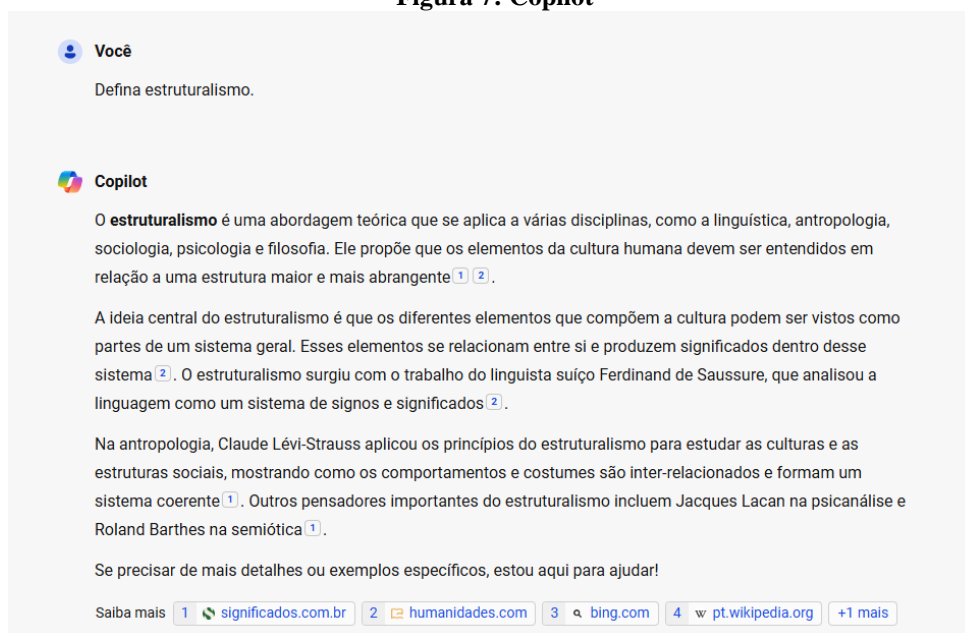 Figura 7: Copilot
Você
Defina estruturalismo.
Copilot
O estruturalismo é uma abordagem teórica que se aplica a várias disciplinas, como a linguística, antropologia,
sociologia, psicologia e filosofia. Ele propõe que os elementos da cultura humana devem ser entendidos em
relação a uma estrutura maior e mais abrangente 1 2 .
A ideia central do estruturalismo é que os diferentes elementos que compõem a cultura podem ser vistos como
partes de um sistema geral. Esses elementos se relacionam entre si e produzem significados dentro desse
sistema 2 . O estruturalismo surgiu com o trabalho do linguista suíço Ferdinand de Saussure, que analisou a
linguagem como um sistema de signos e significados 2 .
Na antropologia, Claude Lévi-Strauss aplicou os princípios do estruturalismo para estudar as culturas e as
estruturas sociais, mostrando como os comportamentos e costumes são inter-relacionados e formam um
sistema coerente 1 . Outros pensadores importantes do estruturalismo incluem Jacques Lacan na psicanálise e
Roland Barthes na semiótica 1 .
Se precisar de mais detalhes ou exemplos específicos, estou aqui para ajudar!
Saiba mais 1 significados.com.br 2 humanidades.com 3 bing.com 4 w pt.wikipedia.org +1 mais